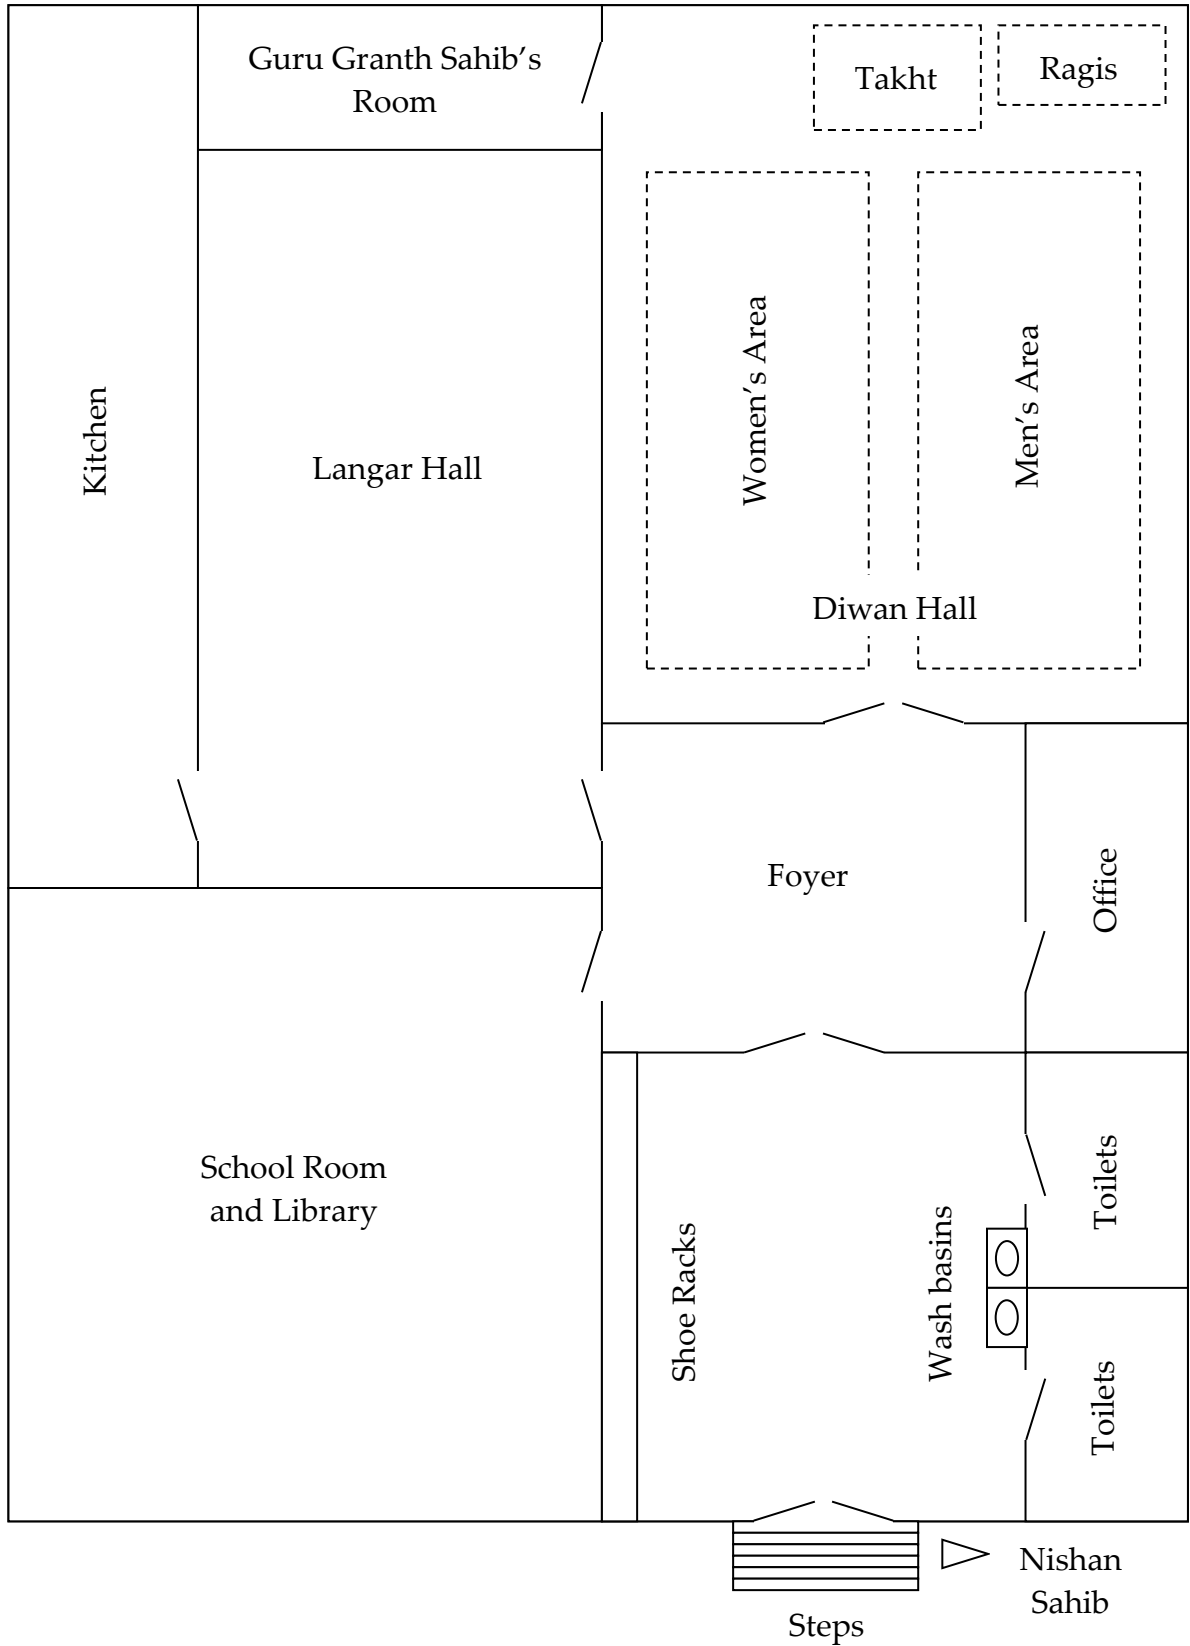 Guru Granth Sahib’s
Room
Takht
Ragis
Kitchen
Langar Hall
Women’s Area
Men’s Area
Diwan Hall
Foyer
Office
School Room
and Library
Shoe Racks
Wash basins
Toilets
Toilets
Nishan
Sahib
Steps